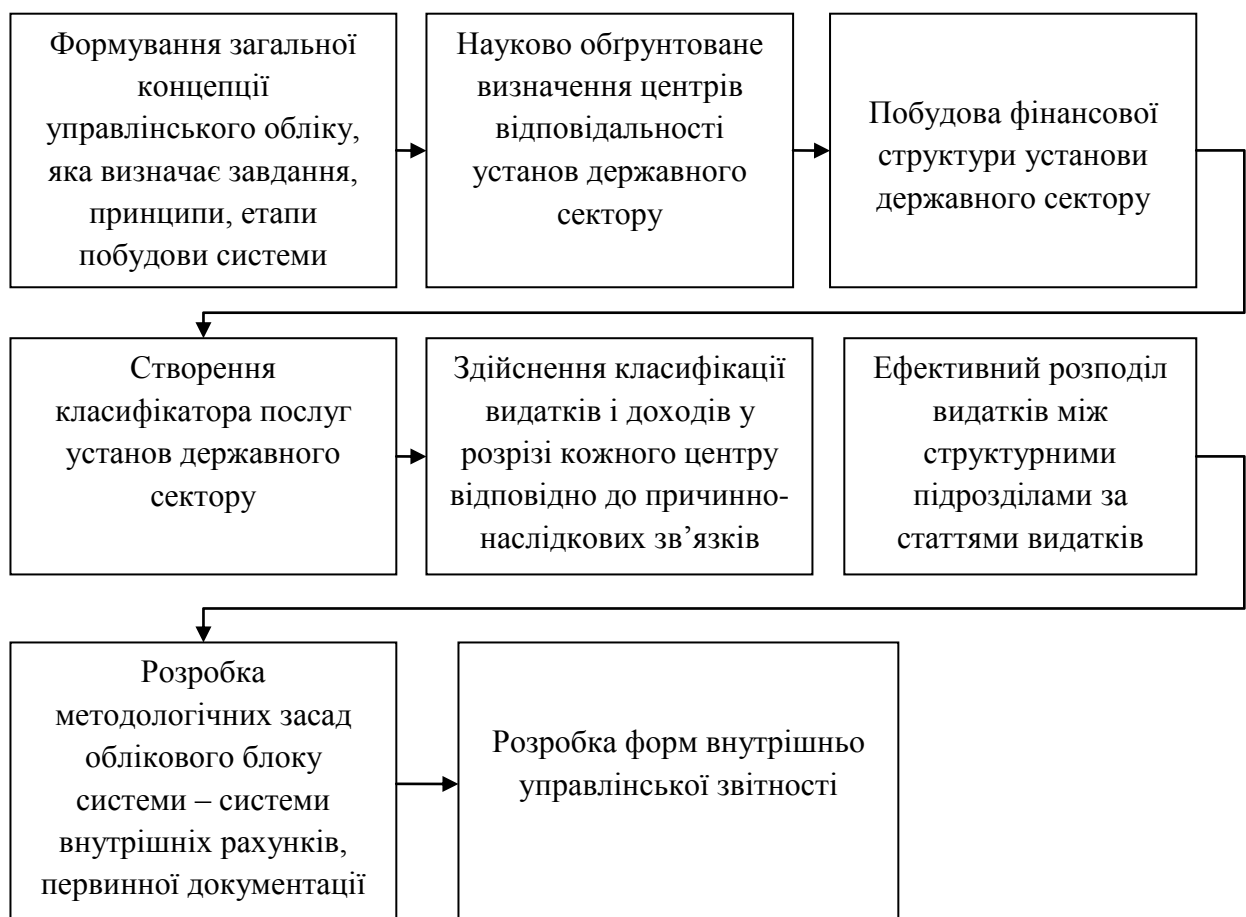 Формування загальної
концепції
управлінського обліку,
яка визначає завдання,
принципи, етапи
побудови системи
Науково обґрунтоване
визначення центрів
відповідальності
установ державного
сектору
Побудова фінансової
структури установи
державного сектору
Створення
класифікатора послуг
установ державного
сектору
Здійснення класифікації
видатків і доходів у
розрізі кожного центру
відповідно до причинно-
наслідкових зв’язків
Ефективний розподіл
видатків між
структурними
підрозділами за
статтями видатків
Розробка
методологічних засад
облікового блоку
системи – системи
внутрішніх рахунків,
первинної документації
Розробка форм внутрішньо
управлінської звітності